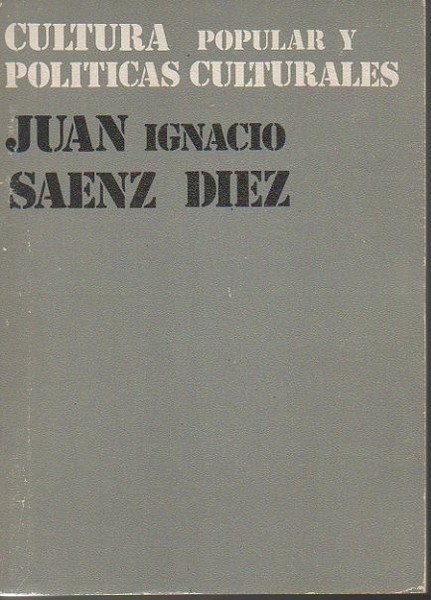 CULTURA POPULAR Y
POLITICAS CULTURALES
JUAN IGNACIO
SAENZ DIEZ